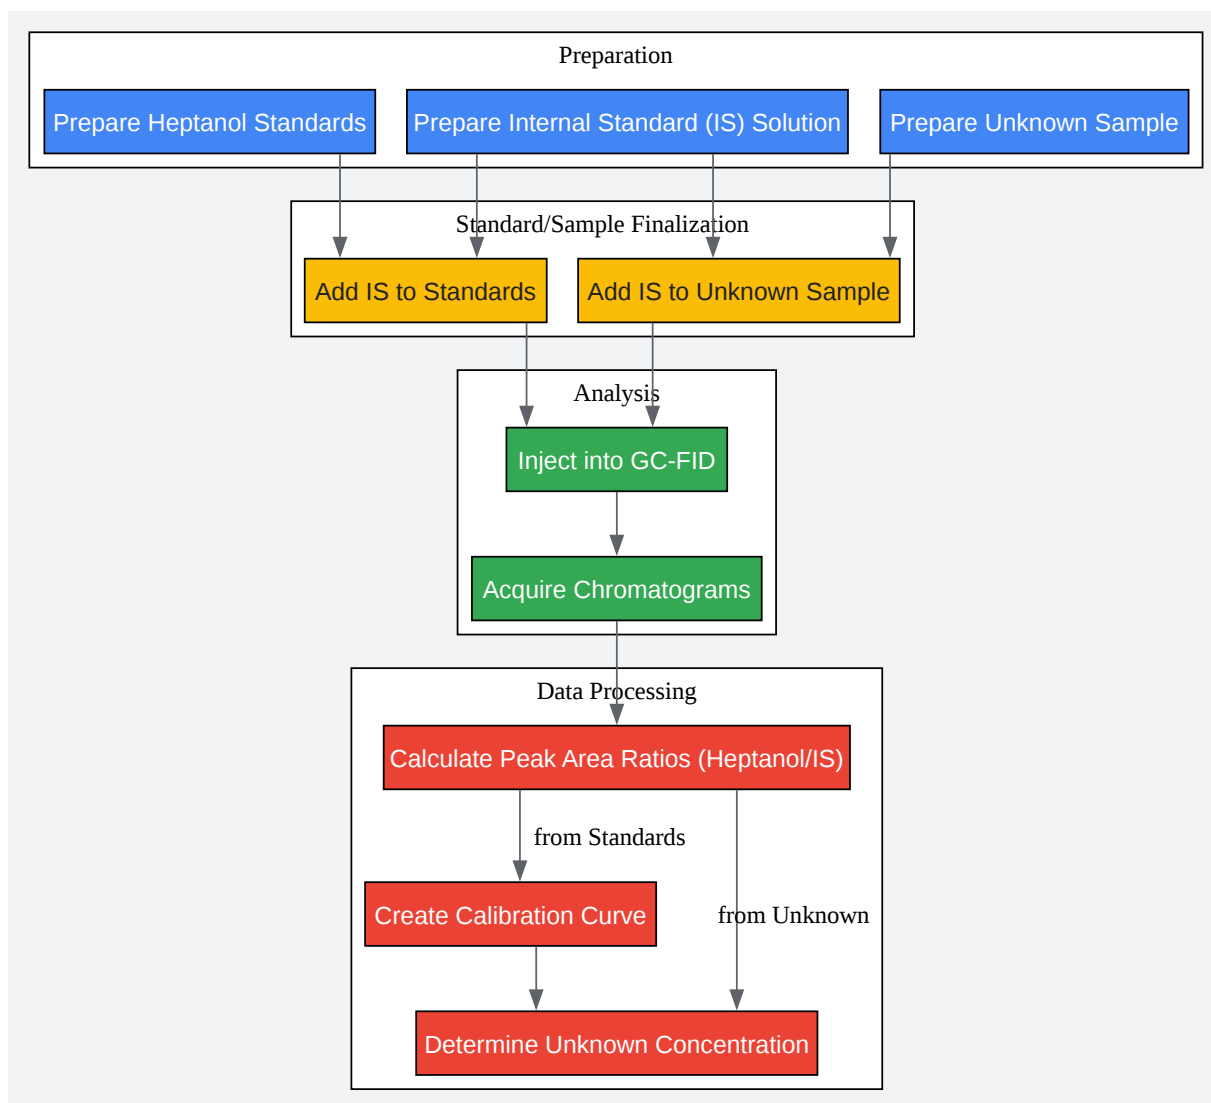 Preparation
Prepare Heptanol Standards
Prepare Internal Standard (IS) Solution
Prepare Unknown Sample
Standard/Sample Finalization
Add IS to Standards
Add IS to Unknown Sample
Analysis
Inject into GC-FID
Acquire Chromatograms
Data Processing
Calculate Peak Area Ratios (Heptanol/IS)
from Standards
Create Calibration Curve
from Unknown
Determine Unknown Concentration